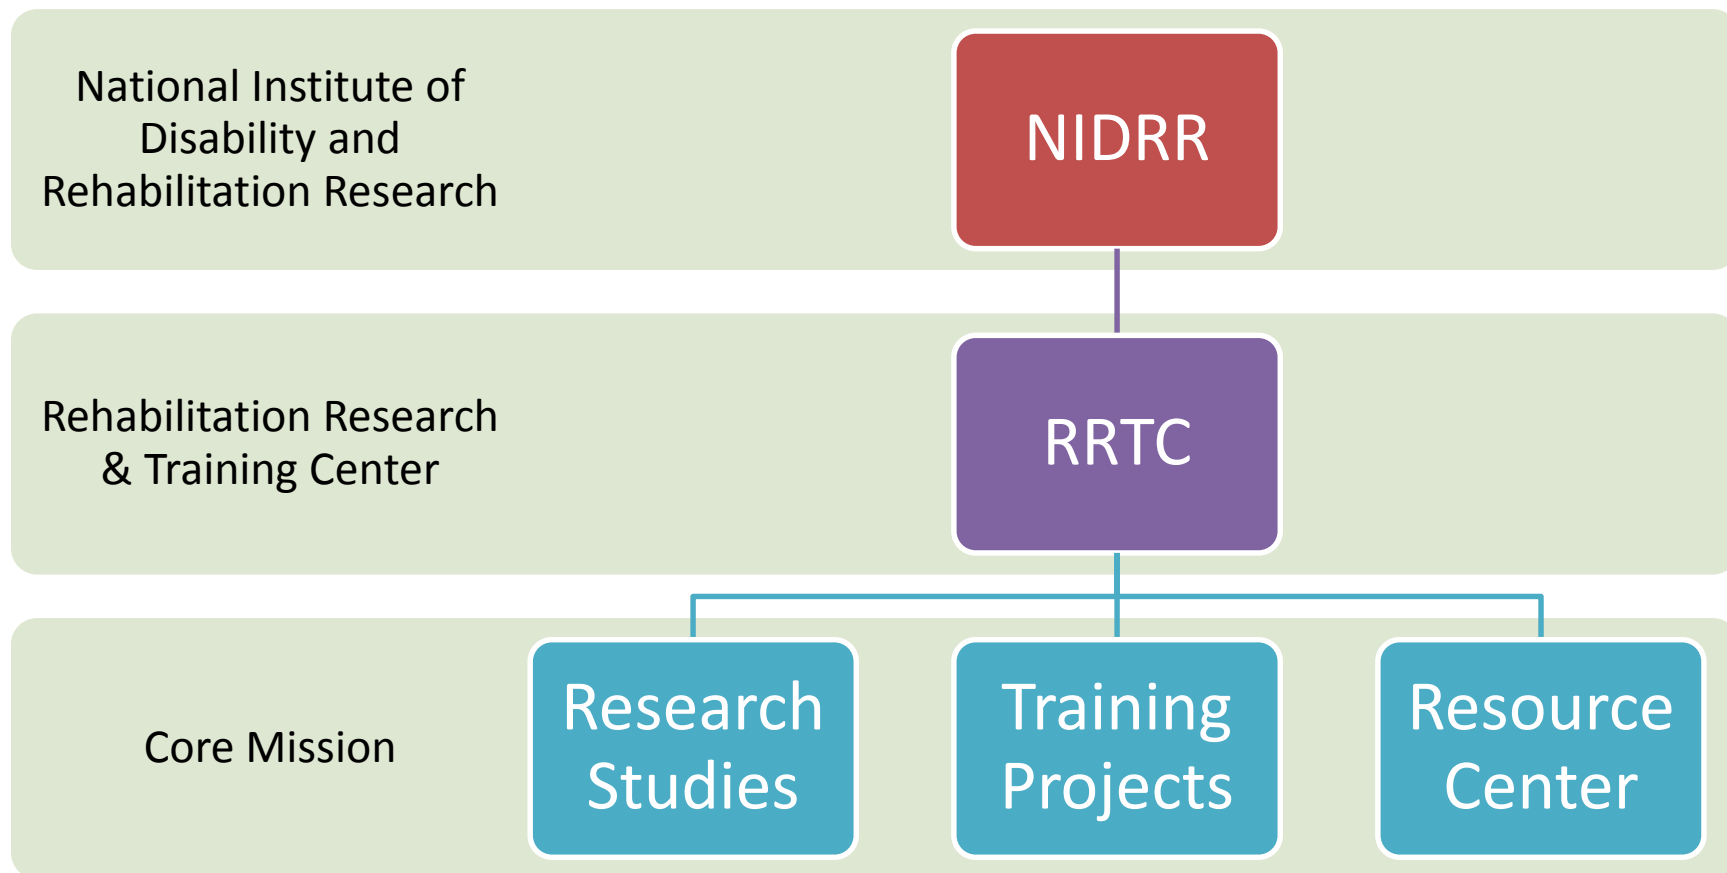 National Institute of
Disability and
Rehabilitation Research
NIDRR
Rehabilitation Research
& Training Center
RRTC
Core Mission
Research
Studies
Training
Projects
Resource
Center